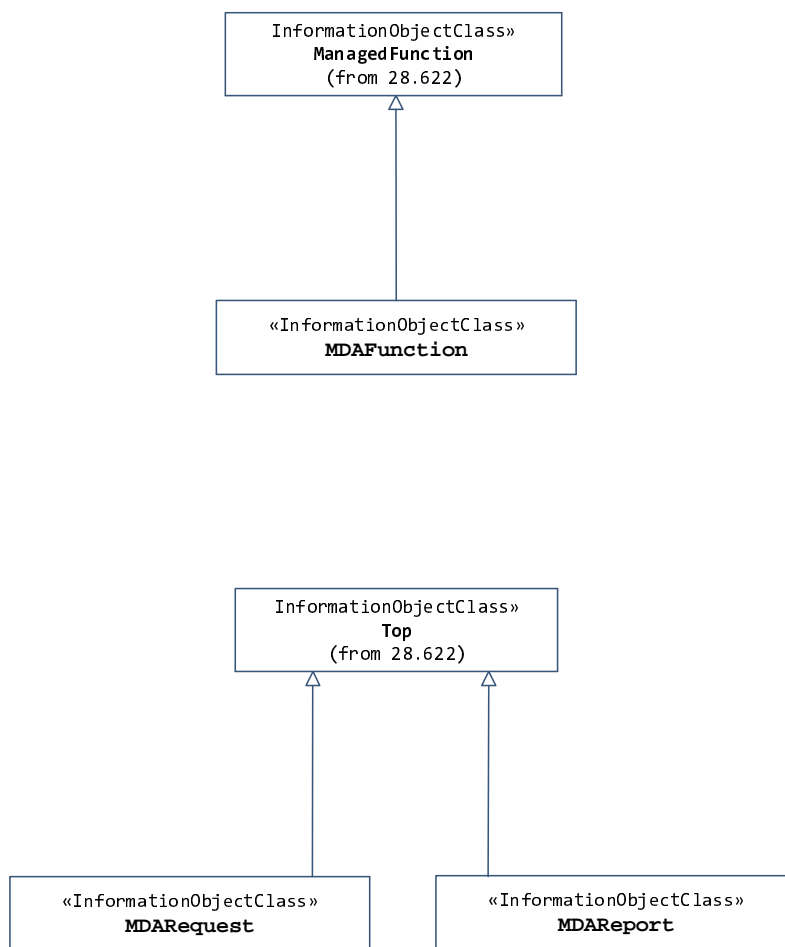 InformationObjectClass»
ManagedFunction
(from 28.622)
«InformationObjectClass»
MDAFunction
InformationObjectClass»
Top
(from 28.622)
«InformationObjectClass»
MDARequest
«InformationObjectClass»
MDAReport